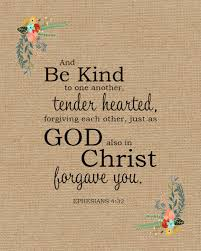 And
Be Kind
to one another,
tender hearted,
forgiving each other, just as
GOD also in
Christ
forgave you.
EPHESIANS 4:32